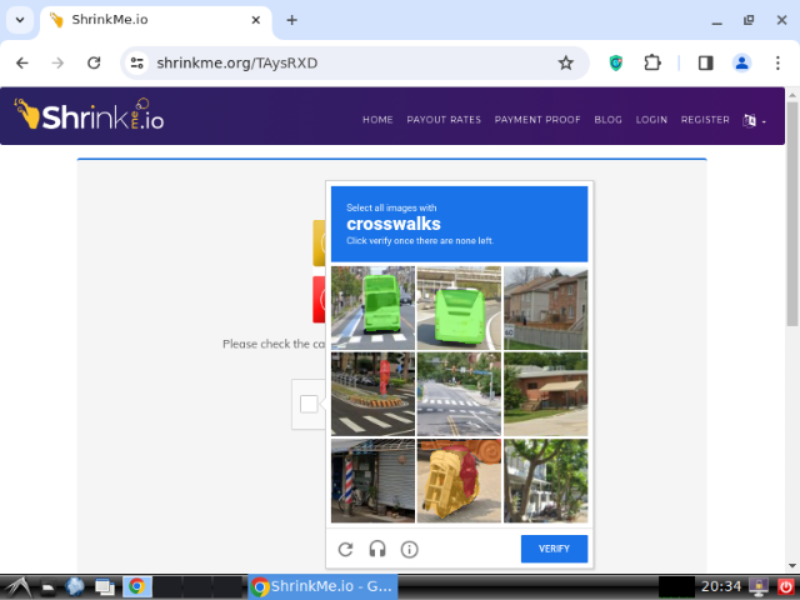 ShrinkMe.io
shrinkme.org/TAysRXD
Shrinkme.io
HOME PAYOUT RATES PAYMENT PROOF BLOG LOGIN REGISTER
Select all images with
crosswalks
Click verify once there are none left.
Please check the ca
VERIFY
ShrinkMe.io - G...
20:34